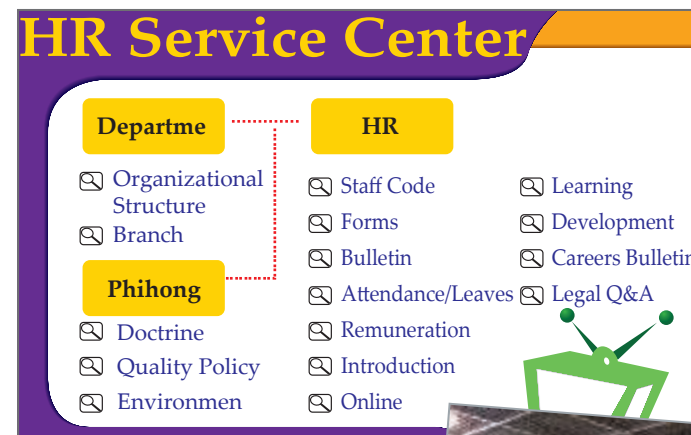 HR Service Center
Departme
Organizational
Structure
Branch
Phihong
Doctrine
Quality Policy
Environmen
HR
Staff Code
Forms
Bulletin
Attendance/Leaves
Remuneration
Introduction
Online
Learning
Development
Careers Bulletin
Legal Q&A